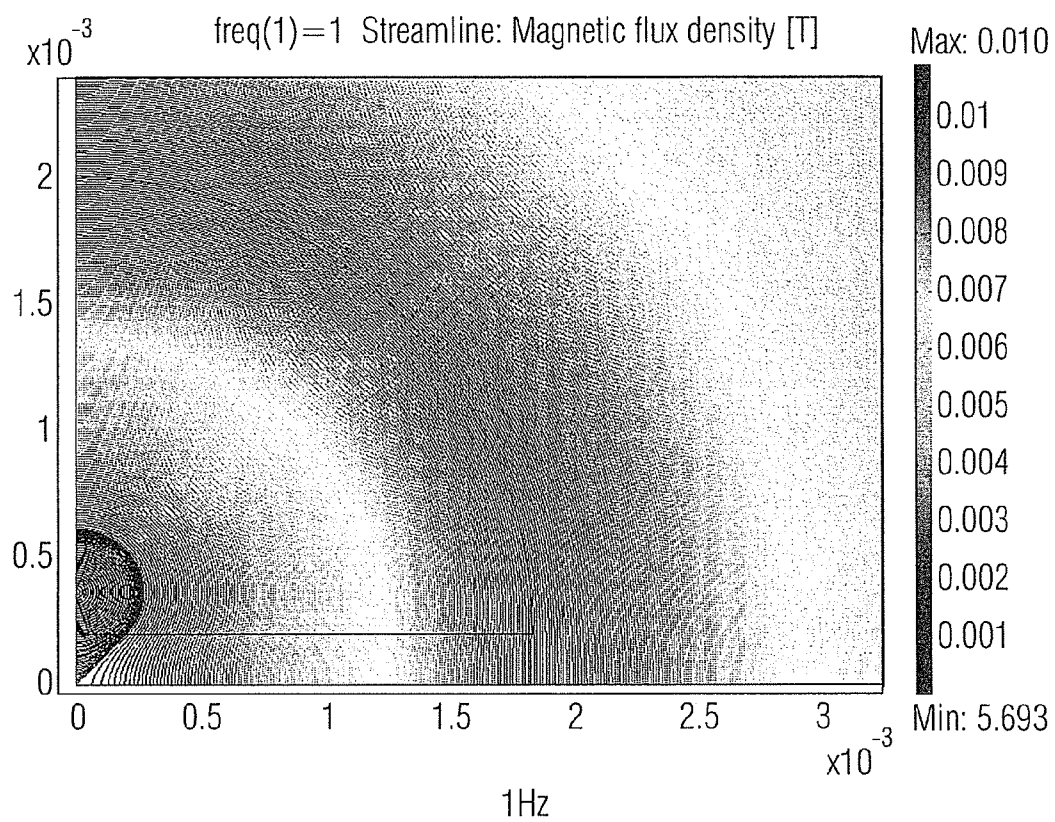 freq(1)=1 Streamline: Magnetic flux density [T]
x10-3
Max: 0.010
0.01
0.009
0.008
0.007
0.006
0.005
0.004
0.003
0.002
0.001
Min: 5.693
2
1.5
1
0.5
0
0 0.5 1 1.5 2 2.5 3
x10-3
1Hz